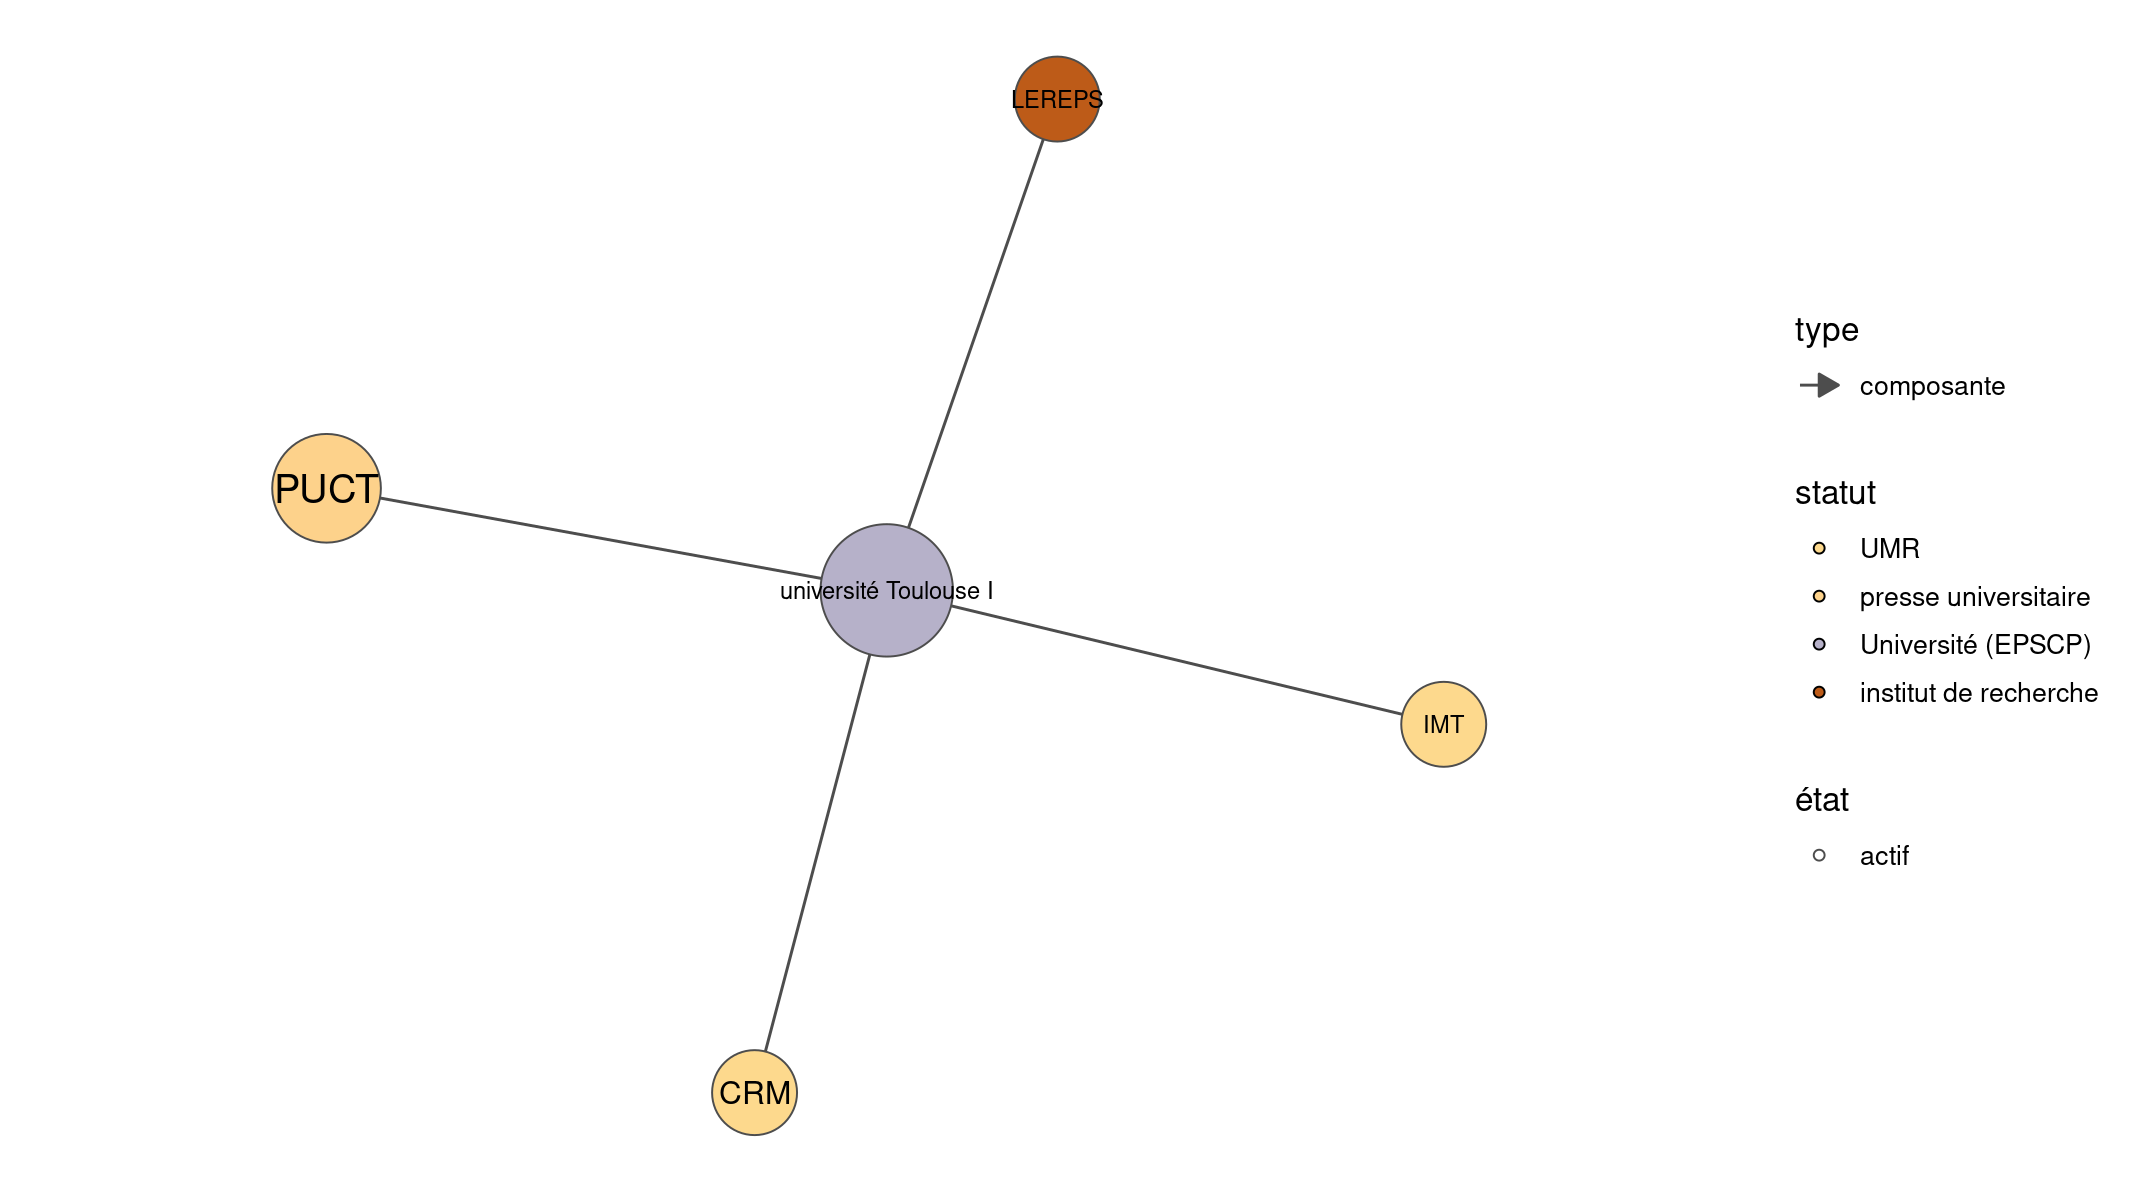 LEREPS
PUCT
université Toulouse I
IMT
CRM
type
composante
statut
UMR
presse universitaire
Université (EPSCP)
institut de recherche
état
actif